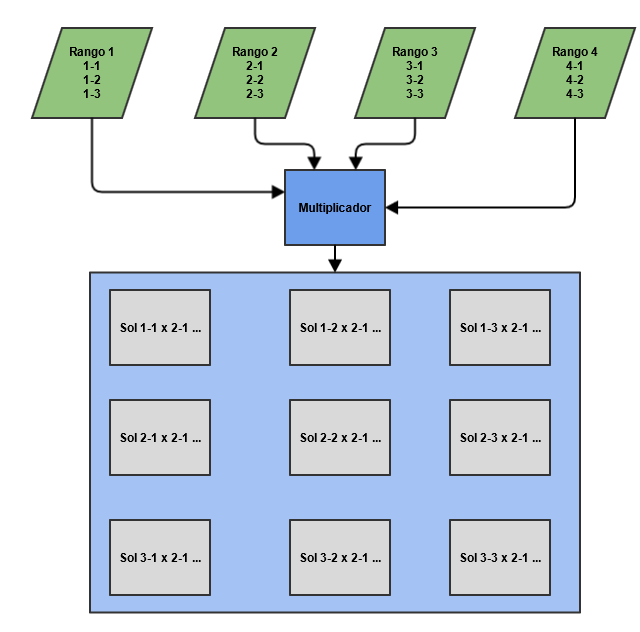 Rango 1
1-1
1-2
1-3
Rango 2
2-1
2-2
2-3
Rango 3
3-1
3-2
3-3
Rango 4
4-1
4-2
4-3
Multiplicador
Sol 1-1 x 2-1 ...
Sol 1-2 x 2-1 ...
Sol 1-3 x 2-1 ...
Sol 2-1 x 2-1 ...
Sol 2-2 x 2-1 ...
Sol 2-3 x 2-1 ...
Sol 3-1 x 2-1 ...
Sol 3-2 x 2-1 ...
Sol 3-3 x 2-1 ...